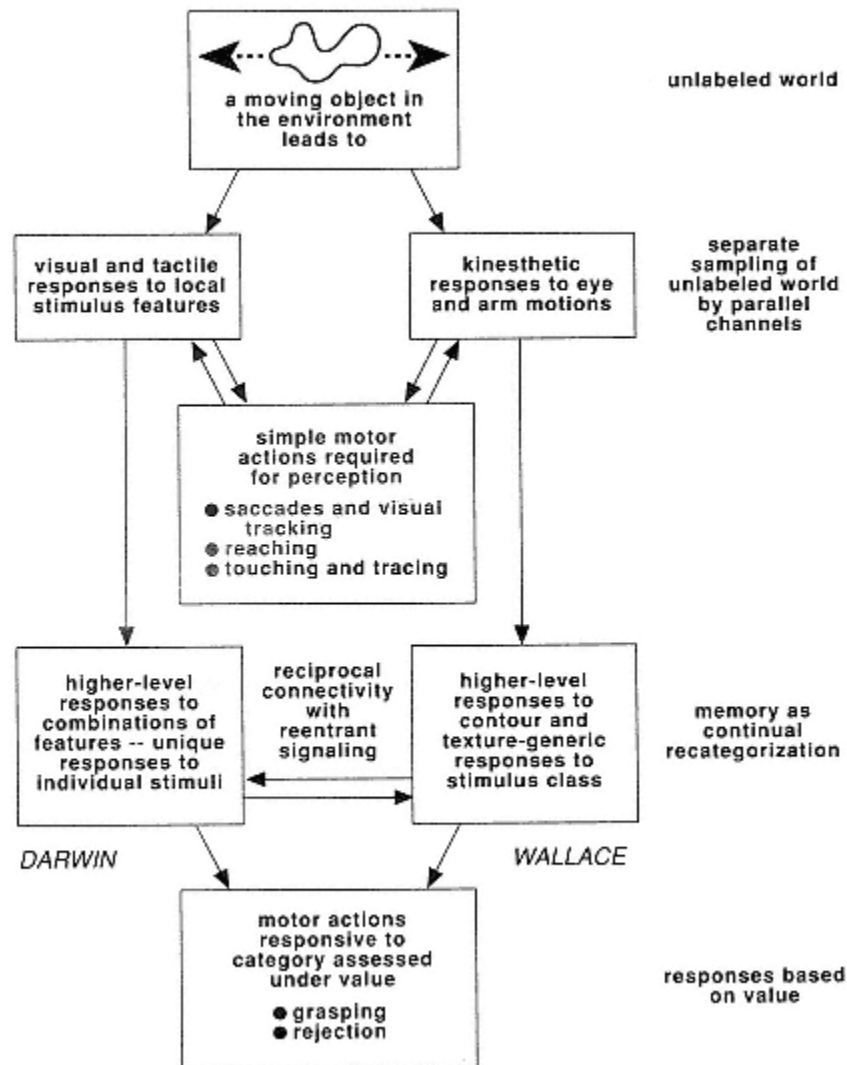 a moving object in
the environment
leads to
unlabeled world
visual and tactile
responses to local
stimulus features
kinesthetic
responses to eye
and arm motions
separate
sampling of
unlabeled world
by parallel
channels
simple motor
actions required
for perception
● saccades and visual
tracking
● reaching
● touching and tracing
higher-level
responses to
combinations of
features -- unique
responses to
individual stimuli
reciprocal
connectivity
with
reentrant
signaling
higher-level
responses to
contour and
texture-generic
responses to
stimulus class
memory as
continual
recategorization
DARWIN
WALLACE
motor actions
responsive to
category assessed
under value
● grasping
● rejection
responses based
on value